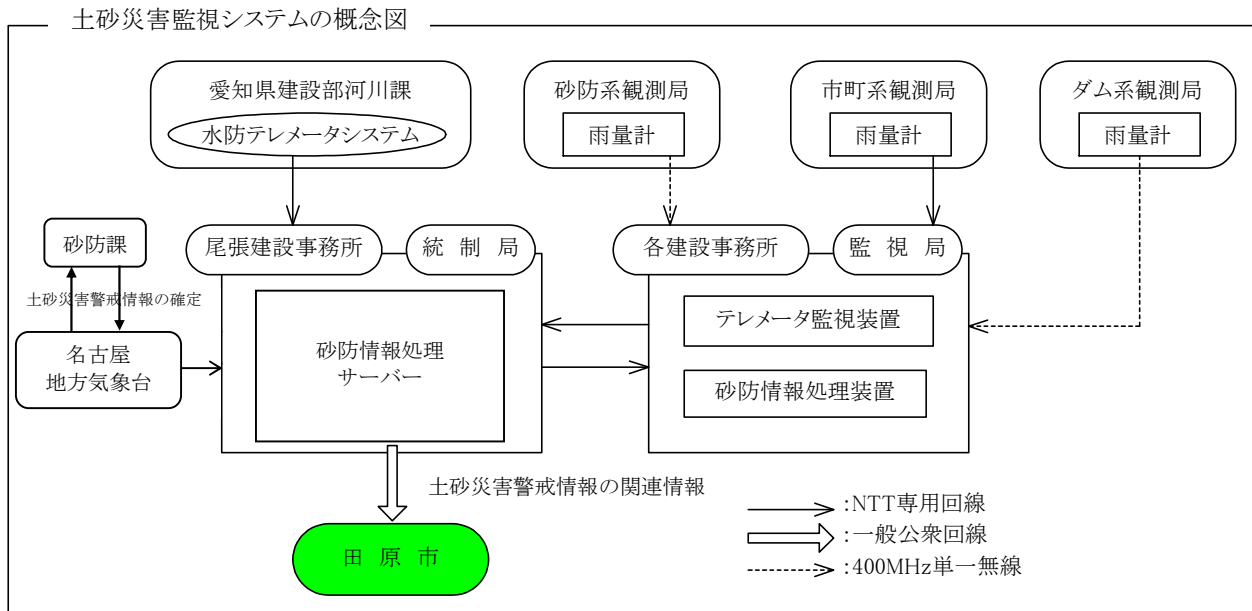 土砂災害監視システムの概念図
愛知県建設部河川課
水防テレメータシステム
砂防系観測局
雨量計
市町系観測局
雨量計
ダム系観測局
雨量計
砂防課
尾張建設事務所
統 制 局
各建設事務所
監 視 局
土砂災害警戒情報の確定
名古屋
地方気象台
砂防情報処理
サーバー
テレメータ監視装置
砂防情報処理装置
土砂災害警戒情報の関連情報
田 原 市
:NTT専用回線
:一般公衆回線
:400MHz単一無線